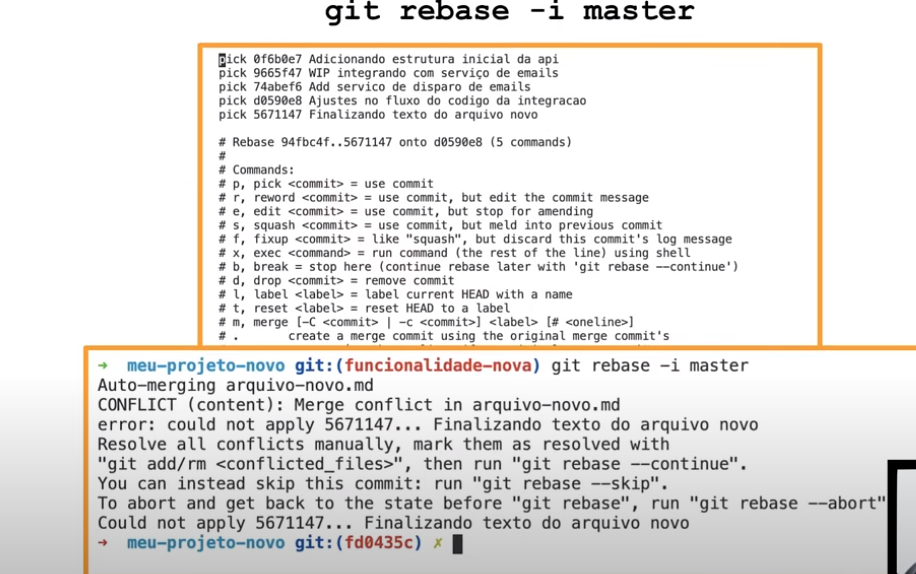 git rebase -i master
pick 0f6b0e7 Adicionando estrutura inicial da api
pick 9665f47 WIP integrando com serviço de emails
pick 74abef6 Add servico de disparo de emails
pick d0590e8 Ajustes no fluxo do codigo da integracao
pick 5671147 Finalizando texto do arquivo novo
# Rebase 94fbc4f..5671147 onto d0590e8 (5 commands)
#
# Commands:
# p, pick <commit> = use commit
# r, reword <commit> = use commit, but edit the commit message
# e, edit <commit> = use commit, but stop for amending
# s, squash <commit> = use commit, but meld into previous commit
# f, fixup <commit> = like "squash", but discard this commit's log message
# x, exec <command> = run command (the rest of the line) using shell
# b, break = stop here (continue rebase later with 'git rebase --continue')
# d, drop <commit> = remove commit
# l, label <label> = label current HEAD with a name
# t, reset <label> = reset HEAD to a label
# m, merge [-C <commit> | -c <commit>] <label> [# <oneline>]
# .       create a merge commit using the original merge commit's
➜ meu-projeto-novo git:(funcionalidade-nova) git rebase -i master
Auto-merging arquivo-novo.md
CONFLICT (content): Merge conflict in arquivo-novo.md
error: could not apply 5671147... Finalizando texto do arquivo novo
Resolve all conflicts manually, mark them as resolved with
"git add/rm <conflicted_files>", then run "git rebase --continue".
You can instead skip this commit: run "git rebase --skip".
To abort and get back to the state before "git rebase", run "git rebase --abort"
Could not apply 5671147... Finalizando texto do arquivo novo
➜ meu-projeto-novo git:(fd0435c) ✗